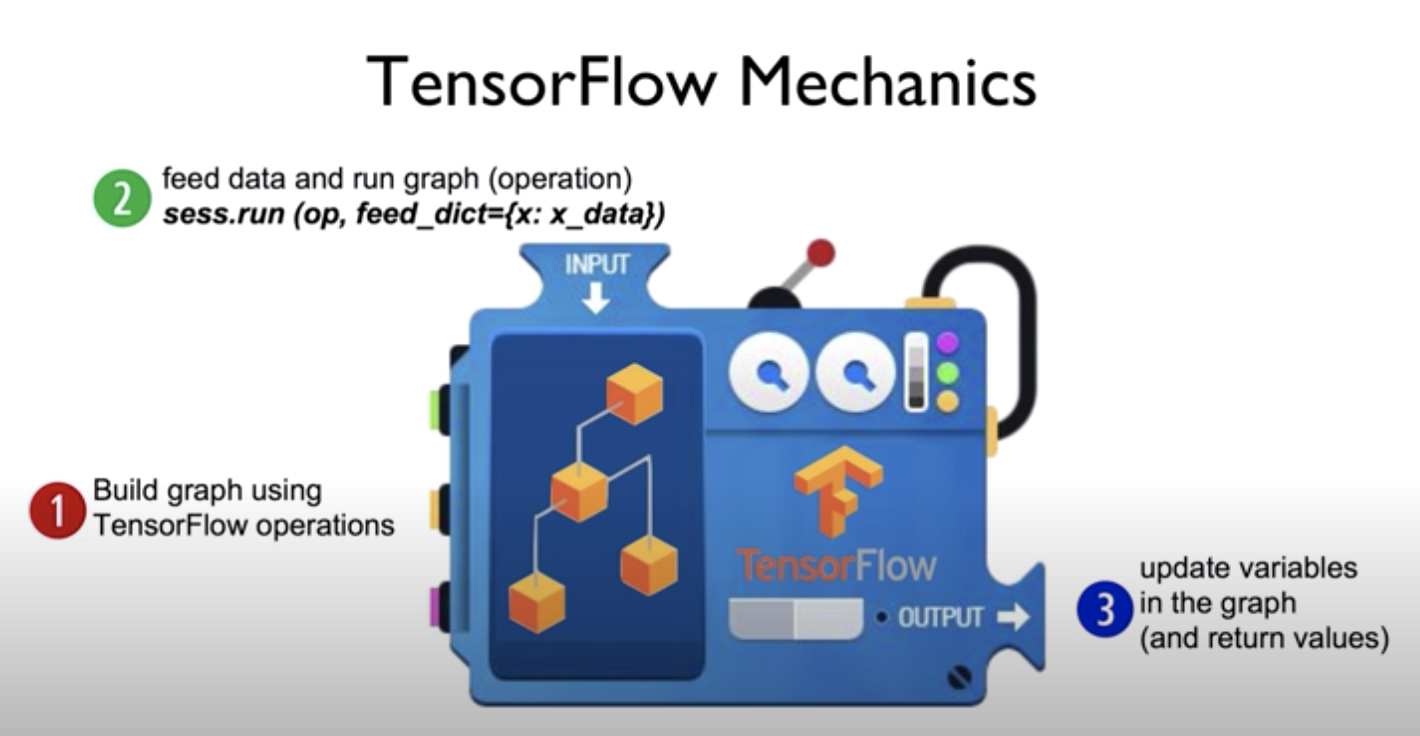 TensorFlow Mechanics
2
feed data and run graph (operation)
sess.run (op, feed_dict={x: x_data})
INPUT
1
Build graph using
TensorFlow operations
TensorFlow
OUTPUT
3
update variables
in the graph
(and return values)